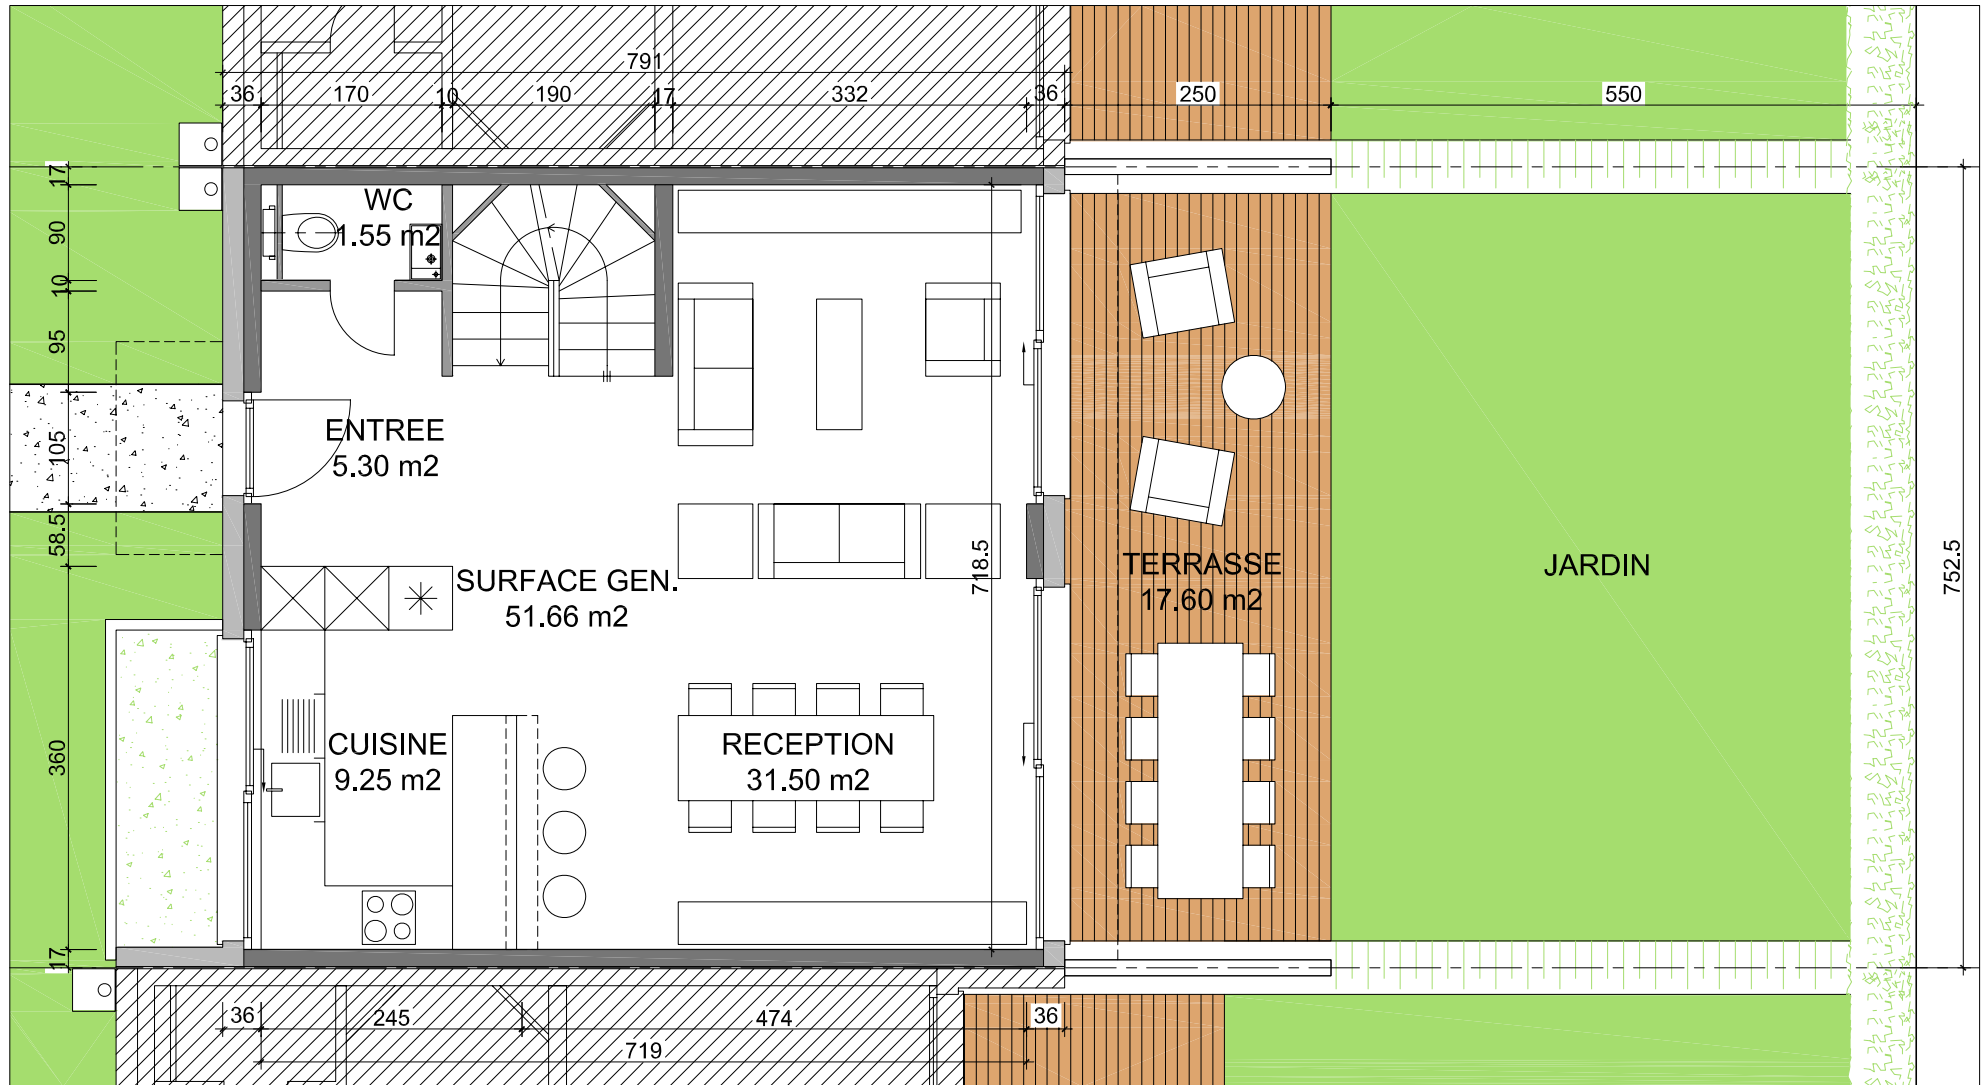 791
36
170
10
190
17
332
36
250
550
17
90
10
95
105
58.5
360
17
WC
1.55 m2
ENTREE
5.30 m2
SURFACE GEN.
51.66 m2
718.5
CUISINE
9.25 m2
RECEPTION
31.50 m2
TERRASSE
17.60 m2
JARDIN
752.5
36
245
474
36
719